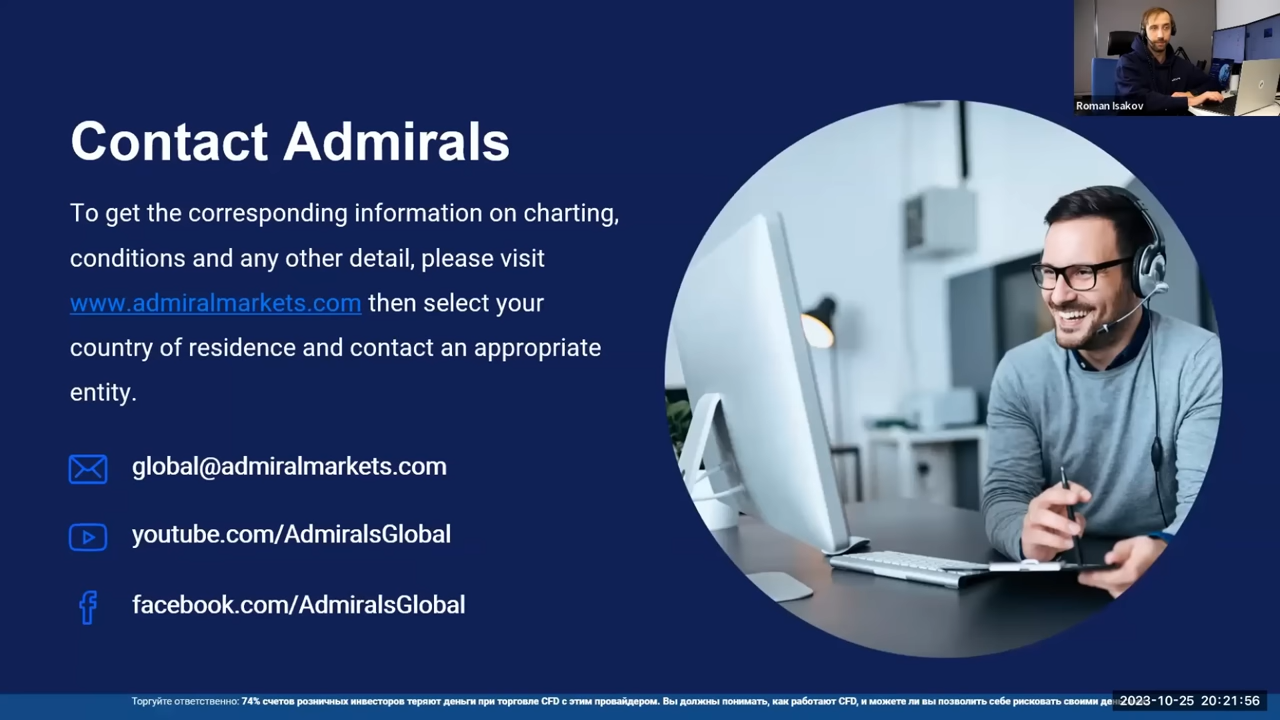 Roman Isakov
Contact Admirals
To get the corresponding information on charting,
conditions and any other detail, please visit
www.admiralmarkets.com then select your
country of residence and contact an appropriate
entity.
global@admiralmarkets.com
youtube.com/AdmiralsGlobal
facebook.com/AdmiralsGlobal
Торгуйте ответственно: 74% счетов розничных инвесторов теряют деньги при торговле CFD с этим провайдером. Вы должны понимать, как работают CFD, и можете ли вы позволить себе рисковать своими
2023-10-25 20:21:56